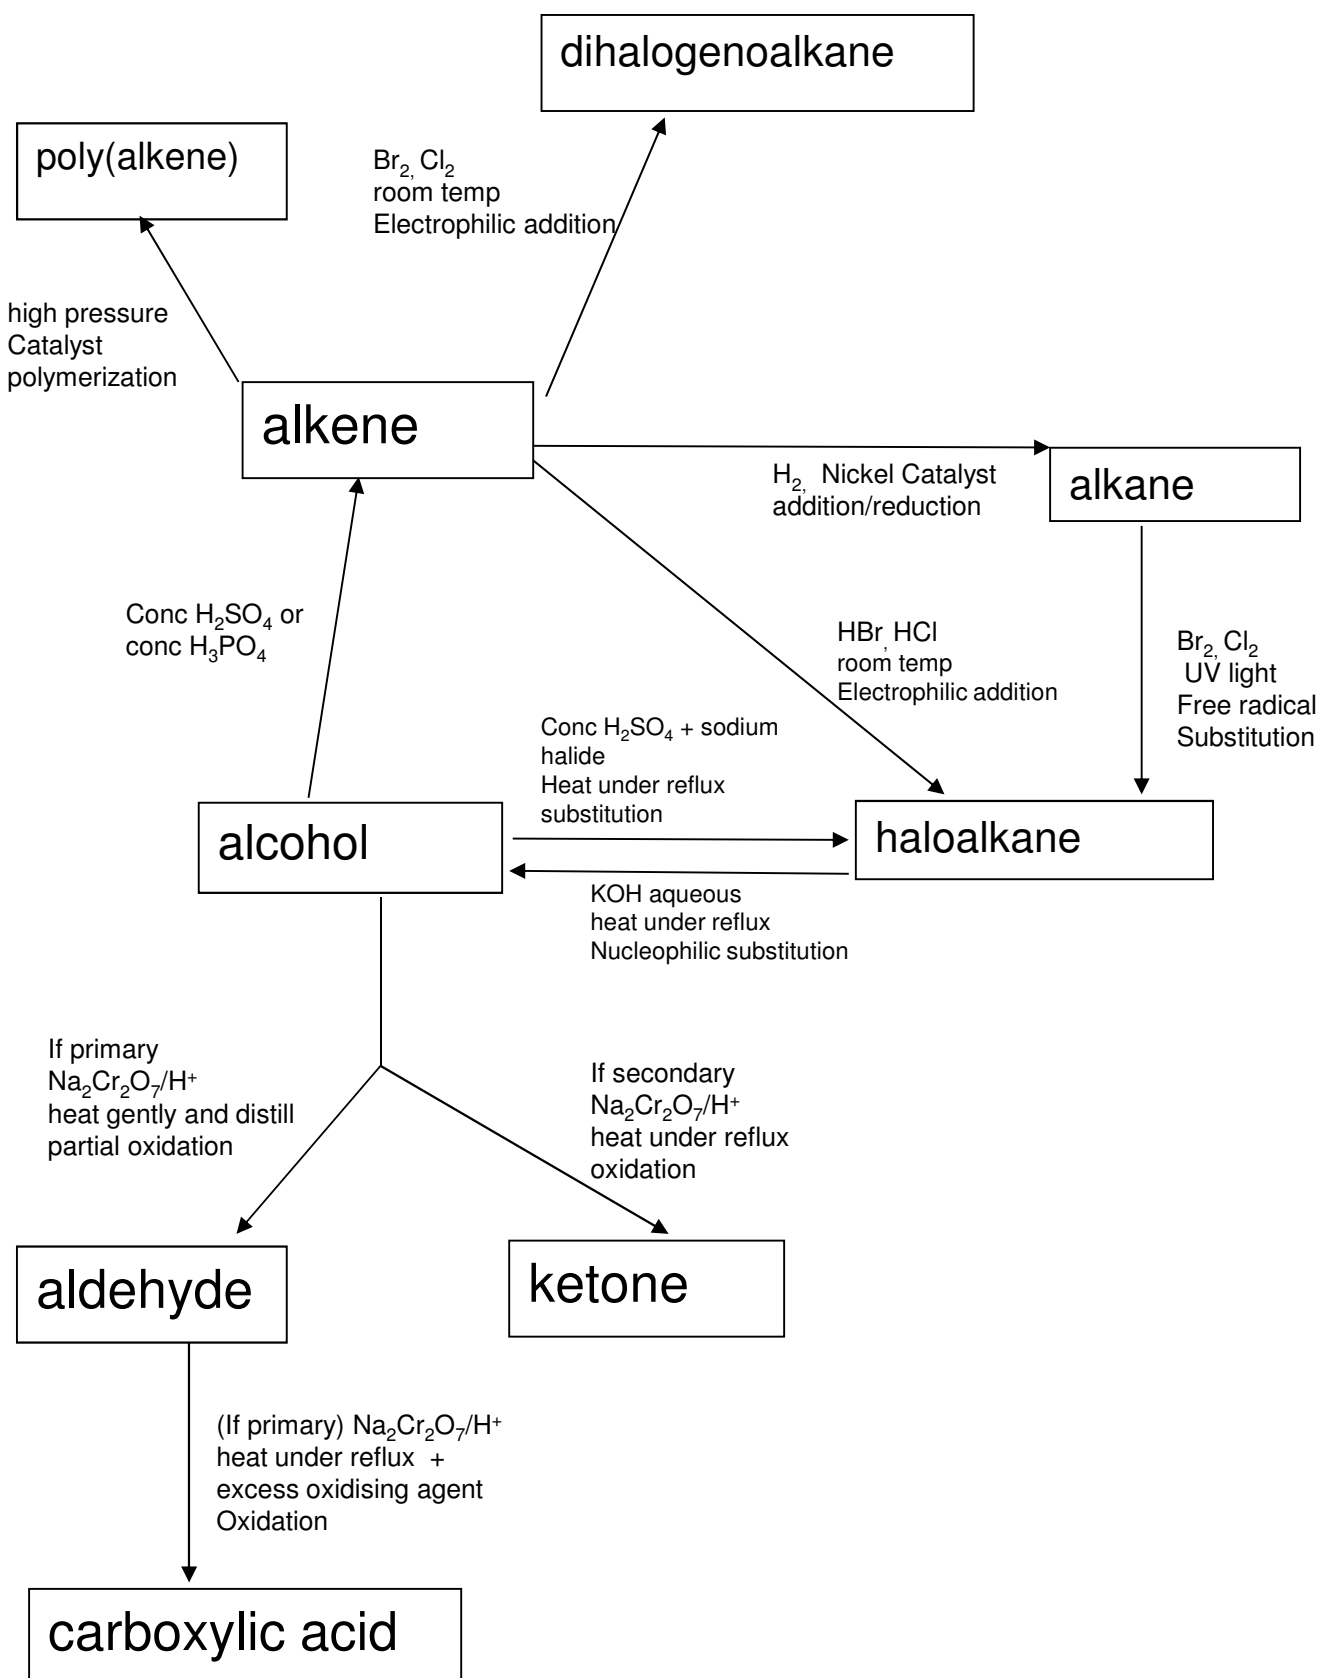 dihalogenoalkane
poly(alkene)
Br₂, Cl₂
room temp
Electrophilic addition
high pressure
Catalyst
polymerization
alkene
H₂, Nickel Catalyst
addition/reduction
alkane
Conc H₂SO₄ or
conc H₃PO₄
HBr, HCl
room temp
Electrophilic addition
Br₂, Cl₂
UV light
Free radical
Substitution
Conc H₂SO₄ + sodium
halide
Heat under reflux
substitution
alcohol
haloalkane
KOH aqueous
heat under reflux
Nucleophilic substitution
If primary
Na₂Cr₂O₇/H⁺
heat gently and distill
partial oxidation
If secondary
Na₂Cr₂O₇/H⁺
heat under reflux
oxidation
aldehyde
ketone
(If primary) Na₂Cr₂O₇/H⁺
heat under reflux +
excess oxidising agent
Oxidation
carboxylic acid